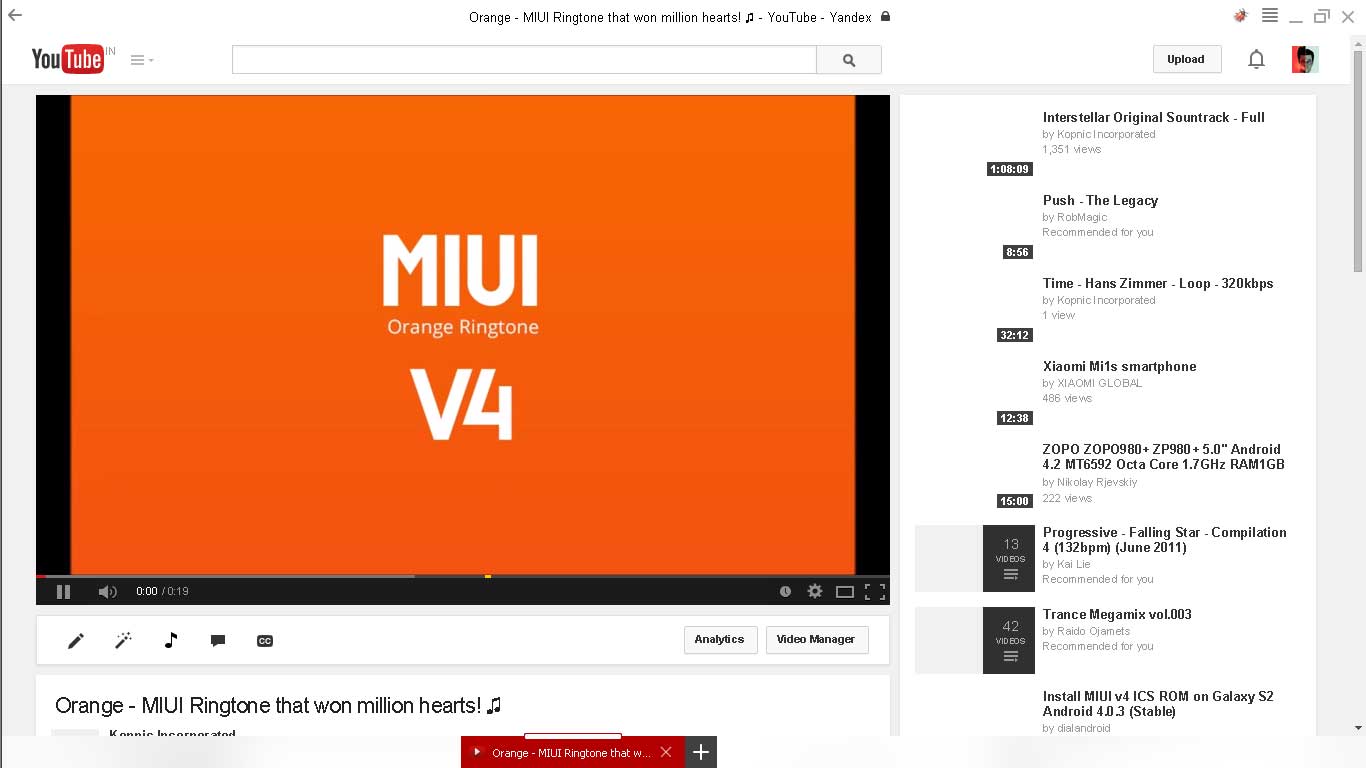 Orange - MIUI Ringtone that won million hearts! ♫ - YouTube - Yandex
YouTube IN
Upload
MIUI
Orange Ringtone
V4
0:00 / 0:19
CC
Analytics
Video Manager
Orange - MIUI Ringtone that won million hearts! ♫
Kopnic Incorporated
Interstellar Original Sountrack - Full
by Kopnic Incorporated
1,351 views
1:08:09
Push - The Legacy
by RobMagic
Recommended for you
8:56
Time - Hans Zimmer - Loop - 320kbps
by Kopnic Incorporated
1 view
32:12
Xiaomi Mi1s smartphone
by XIAOMI GLOBAL
486 views
12:38
ZOPO ZOPO980+ ZP980+ 5.0" Android
4.2 MT6592 Octa Core 1.7GHz RAM1GB
by Nikolay Rjevskiy
222 views
15:00
13
VIDEOS
Progressive - Falling Star - Compilation
4 (132bpm) (June 2011)
by Kai Lie
Recommended for you
42
VIDEOS
Trance Megamix vol.003
by Raido Ojamets
Recommended for you
Install MIUI v4 ICS ROM on Galaxy S2
Android 4.0.3 (Stable)
by dialandroid
Orange - MIUI Ringtone that w...